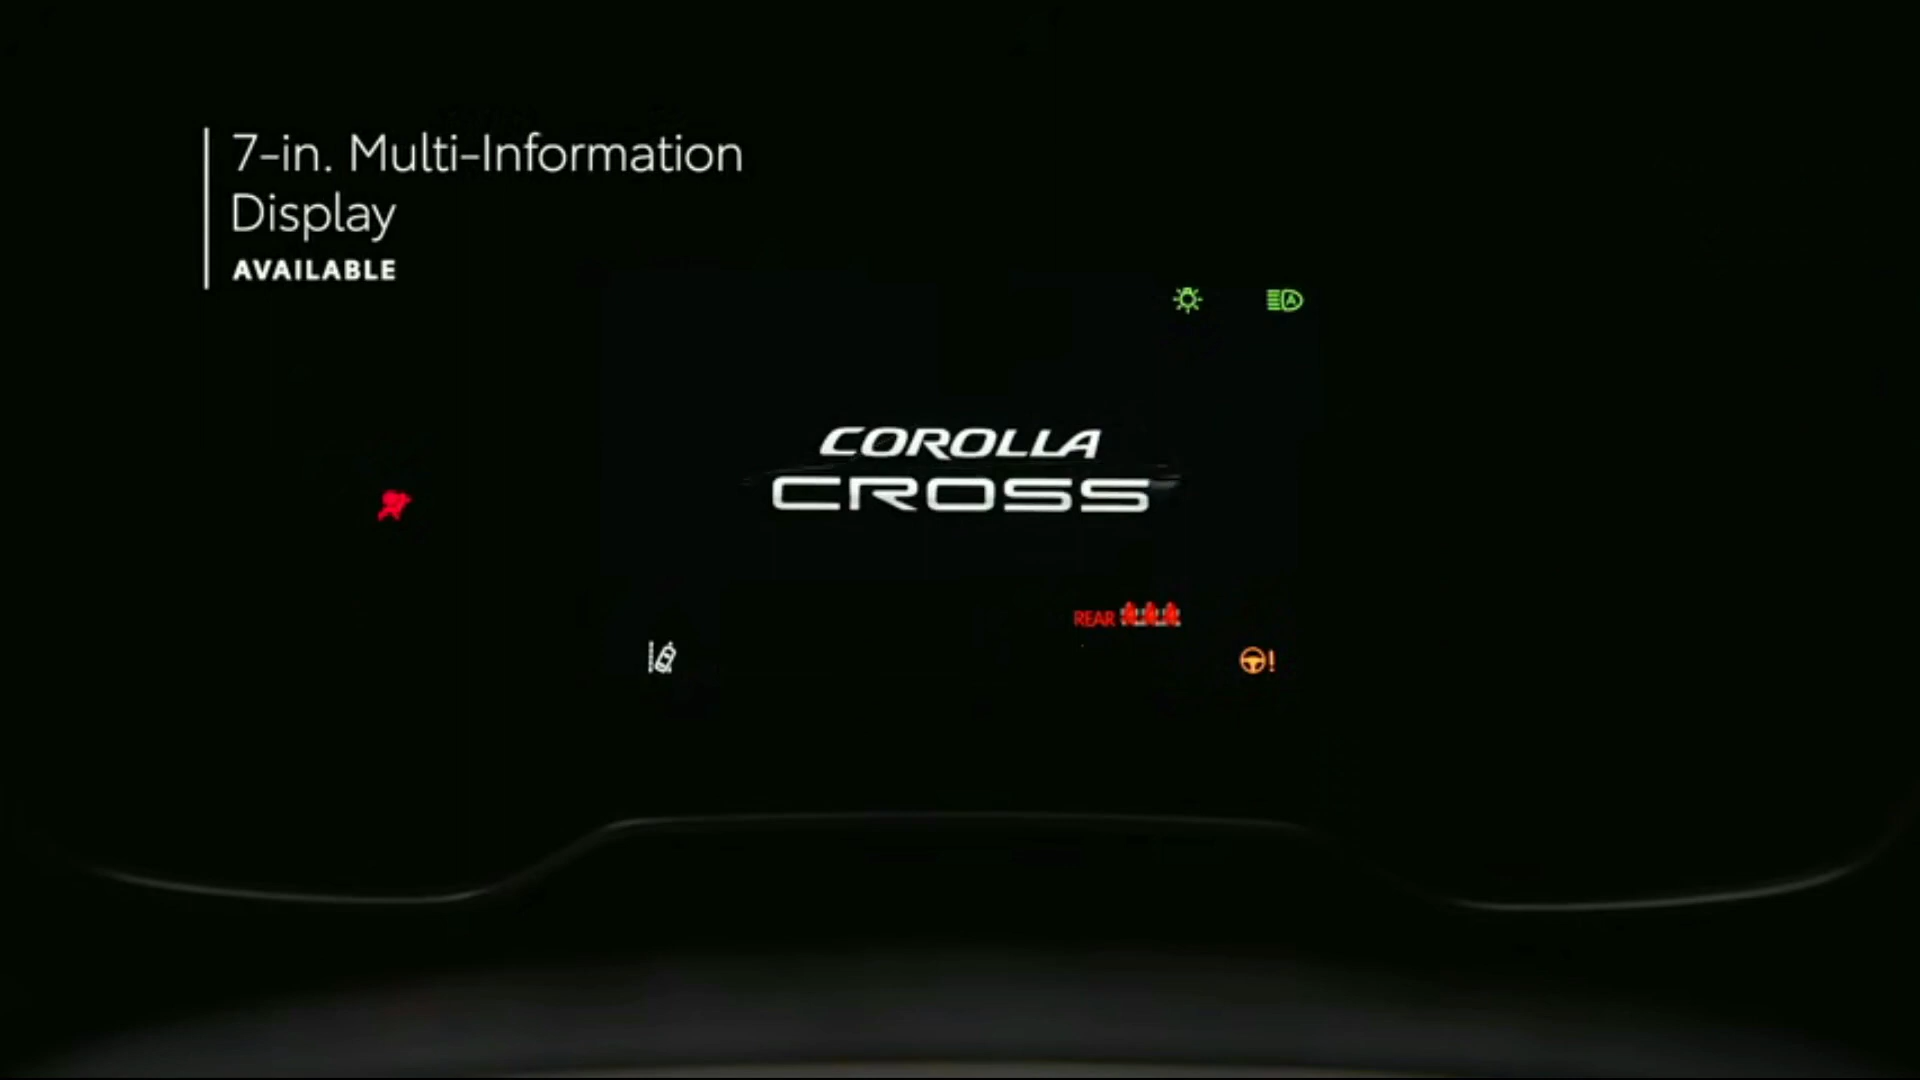 7-in. Multi-Information
Display
AVAILABLE
A
COROLLA
CROSS
REAR
!